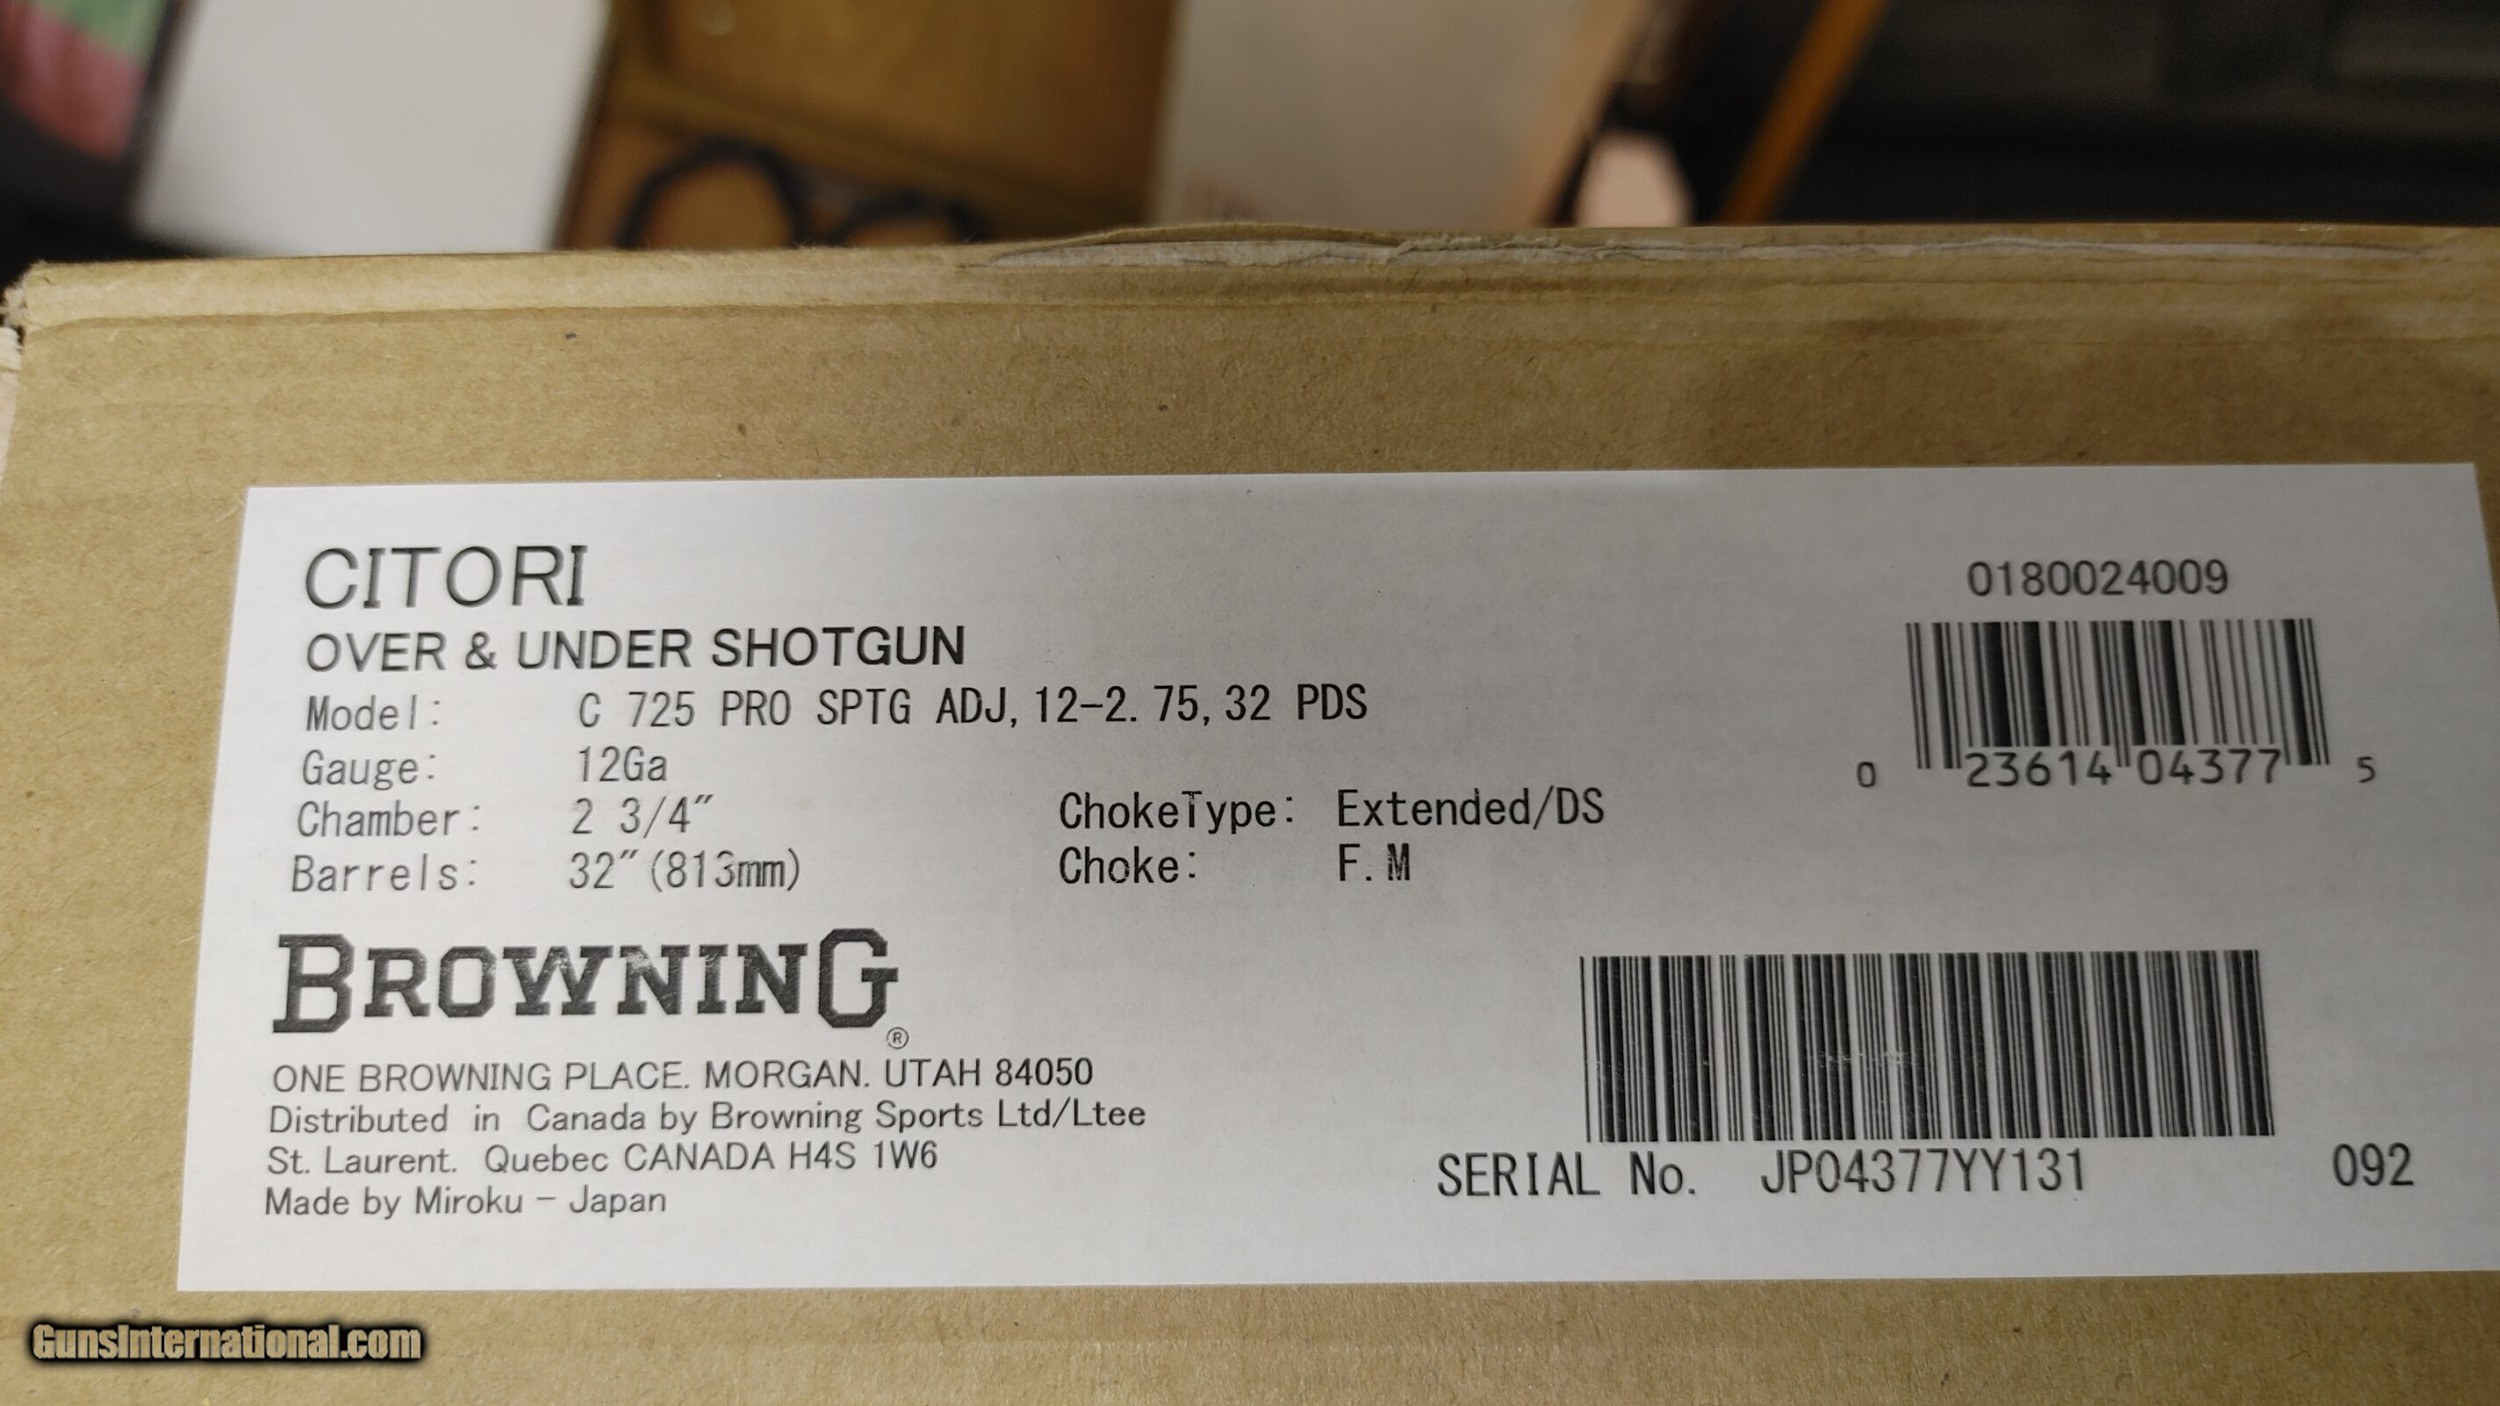 CITORI
OVER & UNDER SHOTGUN
Model: C 725 PRO SPTG ADJ, 12-2.75, 32 PDS
Gauge: 12Ga
Chamber: 2 3/4″ ChokeType: Extended/DS
Barrels: 32″(813mm) Choke: F.M
0180024009
0 23614 04377 5
BROWNING®
ONE BROWNING PLACE. MORGAN. UTAH 84050
Distributed in Canada by Browning Sports Ltd/Ltee
St. Laurent. Quebec CANADA H4S 1W6
Made by Miroku - Japan
SERIAL No. JP04377YY131 092
GunsInternational.com